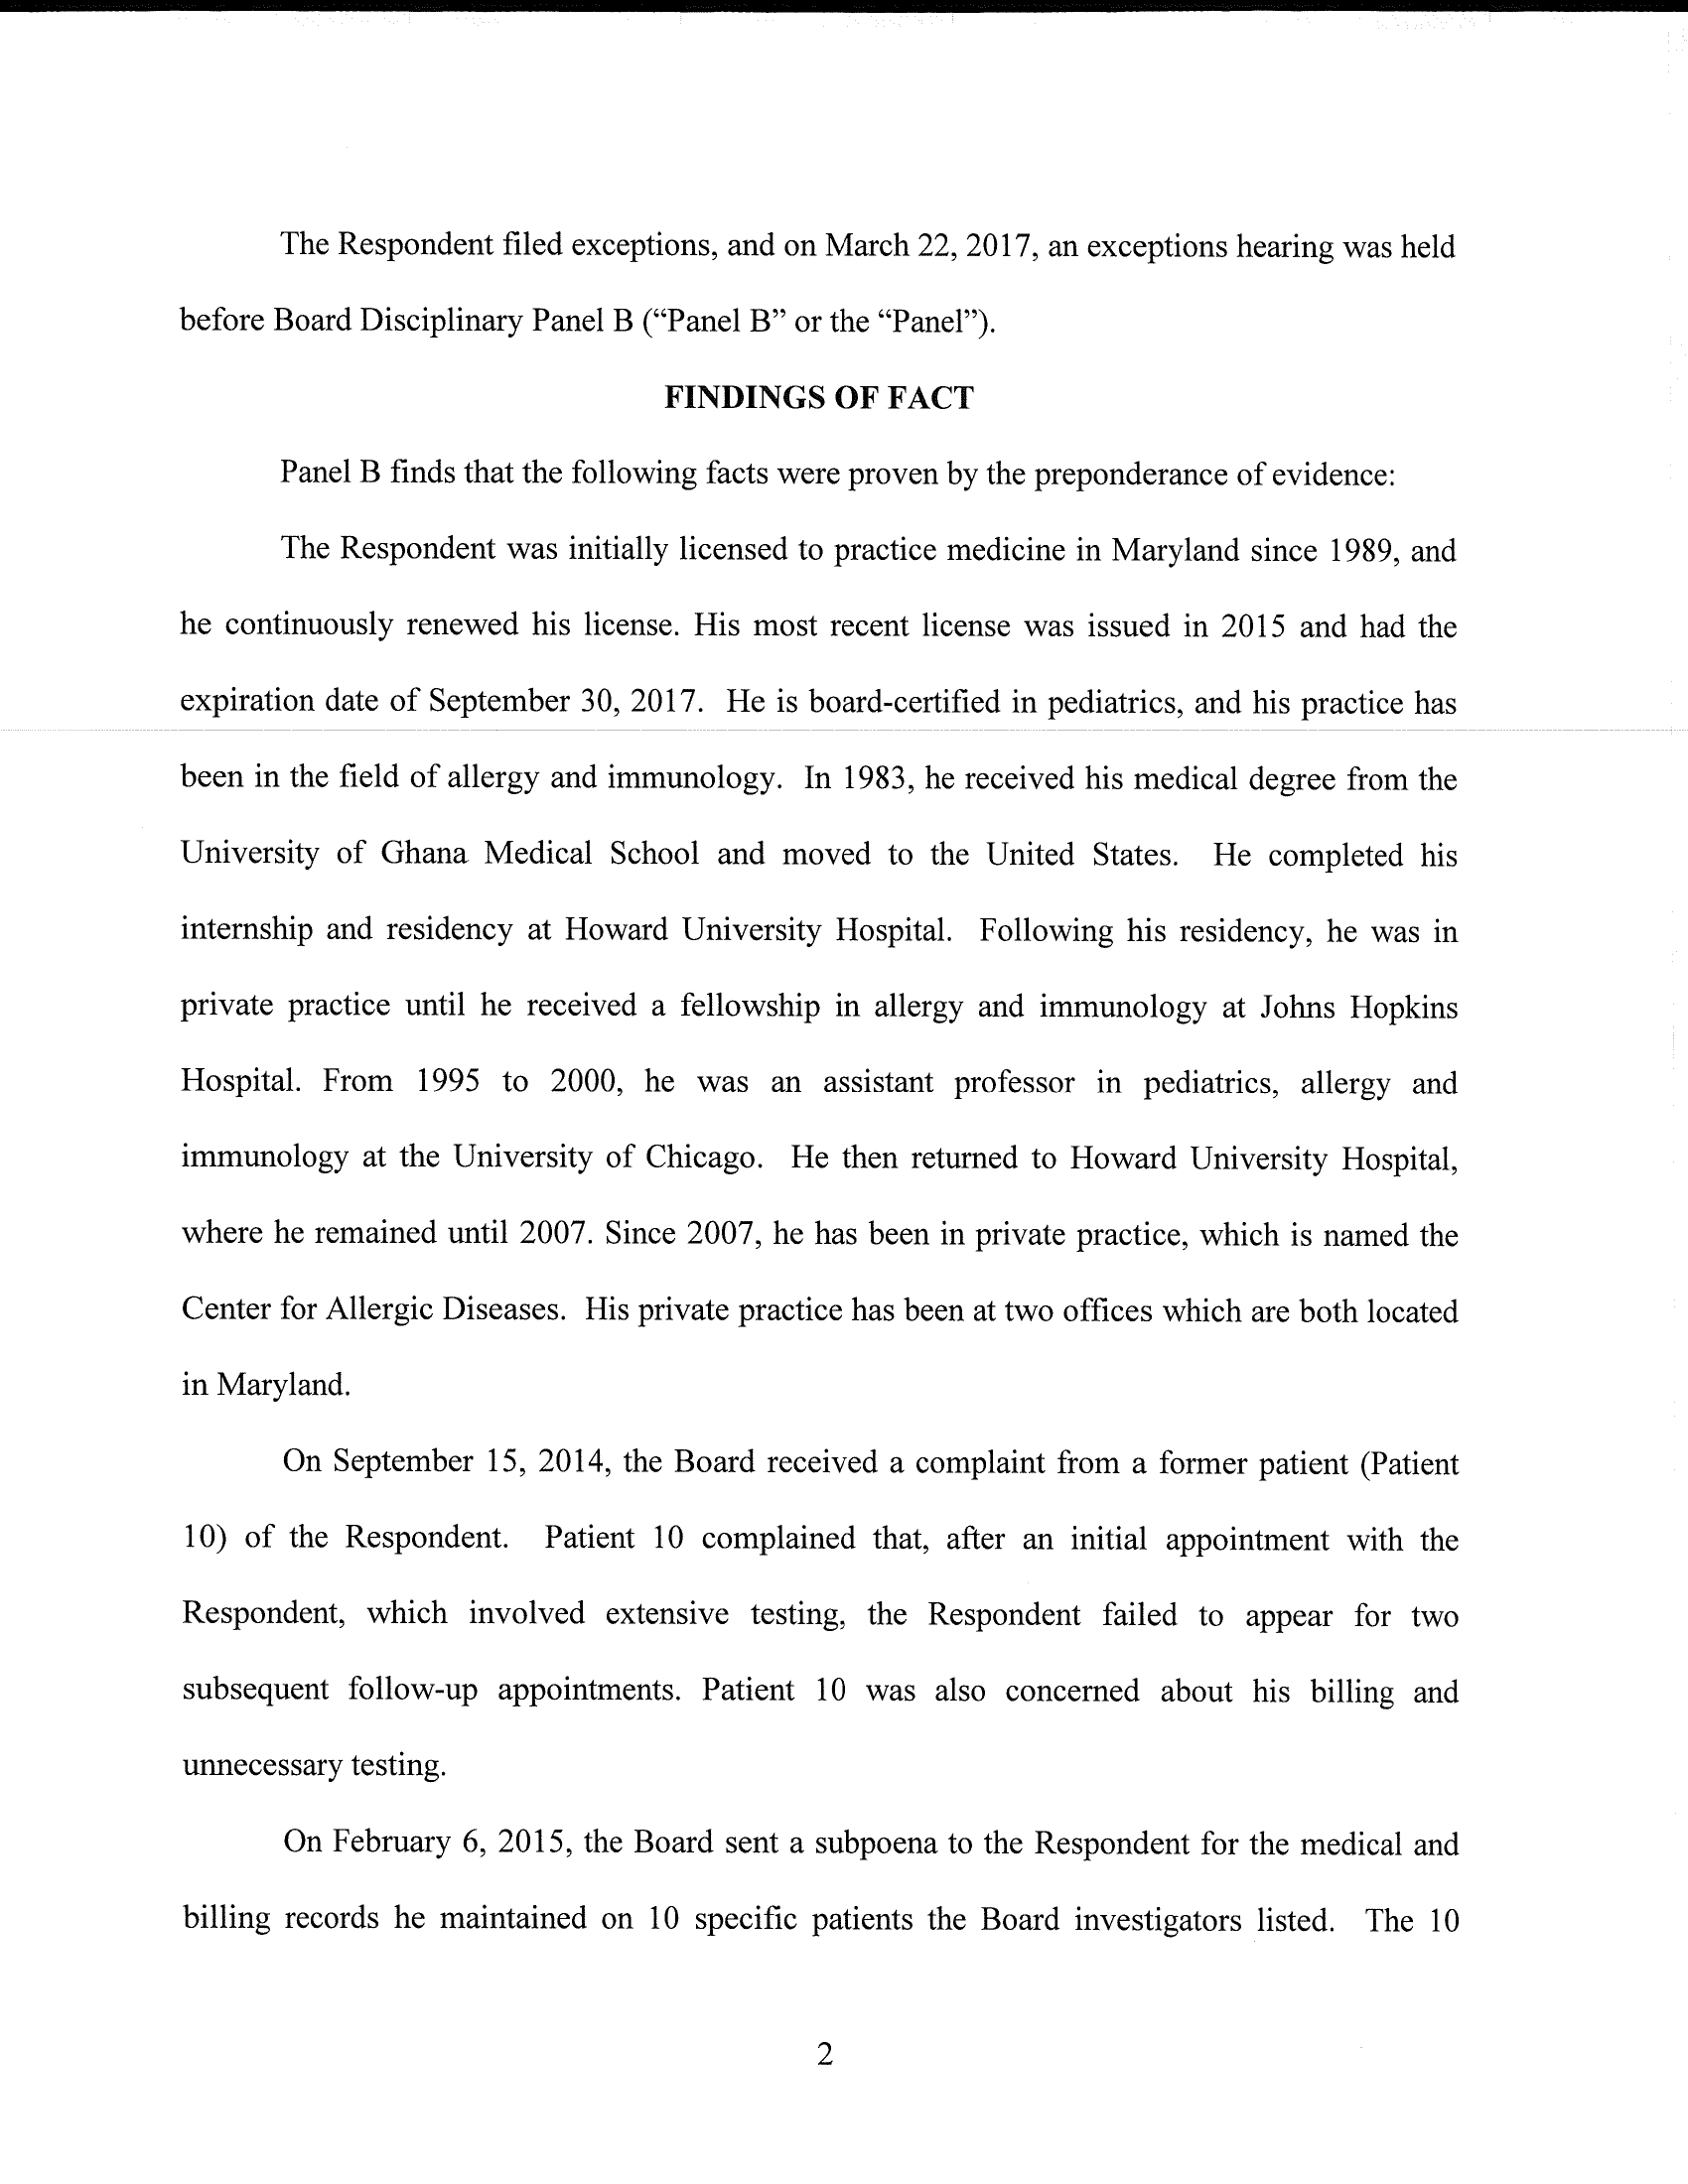 The Respondent filed exceptions, and on March 22, 2017, an exceptions hearing was held
before Board Disciplinary Panel B (“Panel B” or the “Panel”).
FINDINGS OF FACT
Panel B finds that the following facts were proven by the preponderance of evidence:
The Respondent was initially licensed to practice medicine in Maryland since 1989, and
he continuously renewed his license. His most recent license was issued in 2015 and had the
expiration date of September 30, 2017. He is board-certified in pediatrics, and his practice has
been in the field of allergy and immunology. In 1983, he received his medical degree from the
University of Ghana Medical School and moved to the United States. He completed his
internship and residency at Howard University Hospital. Following his residency, he was in
private practice until he received a fellowship in allergy and immunology at Johns Hopkins
Hospital. From 1995 to 2000, he was an assistant professor in pediatrics, allergy and
immunology at the University of Chicago. He then returned to Howard University Hospital,
where he remained until 2007. Since 2007, he has been in private practice, which is named the
Center for Allergic Diseases. His private practice has been at two offices which are both located
in Maryland.
On September 15, 2014, the Board received a complaint from a former patient (Patient
10) of the Respondent. Patient 10 complained that, after an initial appointment with the
Respondent, which involved extensive testing, the Respondent failed to appear for two
subsequent follow-up appointments. Patient 10 was also concerned about his billing and
unnecessary testing.
On February 6, 2015, the Board sent a subpoena to the Respondent for the medical and
billing records he maintained on 10 specific patients the Board investigators listed. The 10
2